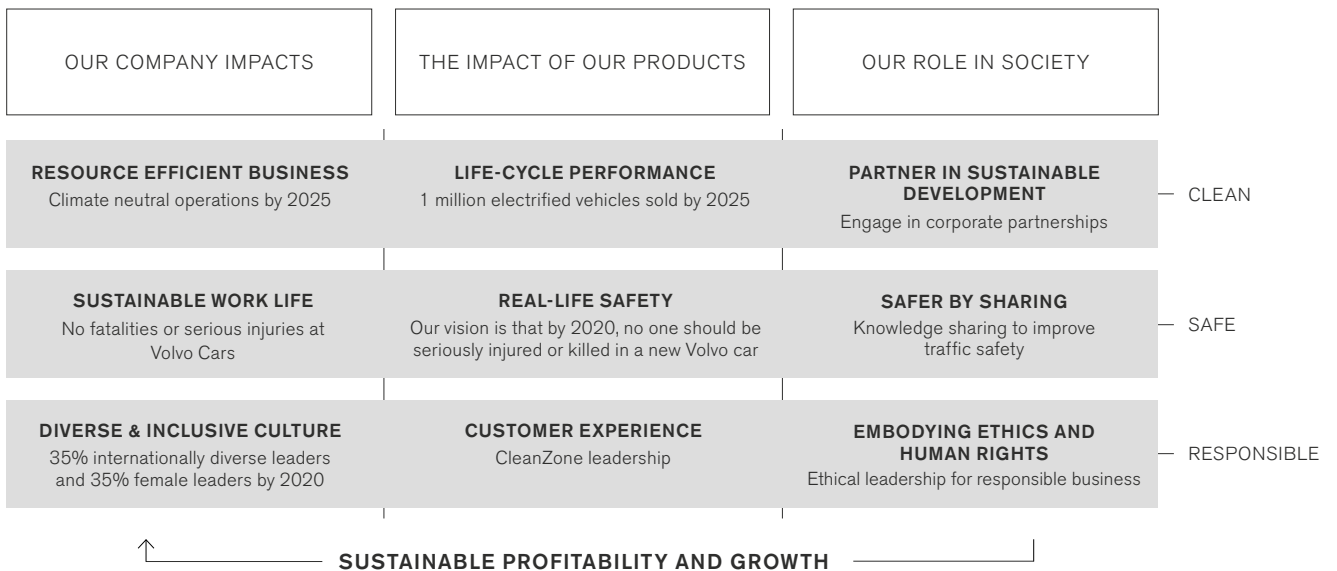 OUR COMPANY IMPACTS
THE IMPACT OF OUR PRODUCTS
OUR ROLE IN SOCIETY
RESOURCE EFFICIENT BUSINESS
Climate neutral operations by 2025
LIFE-CYCLE PERFORMANCE
1 million electrified vehicles sold by 2025
PARTNER IN SUSTAINABLE
DEVELOPMENT
Engage in corporate partnerships
CLEAN
SUSTAINABLE WORK LIFE
No fatalities or serious injuries at
Volvo Cars
REAL-LIFE SAFETY
Our vision is that by 2020, no one should be
seriously injured or killed in a new Volvo car
SAFER BY SHARING
Knowledge sharing to improve
traffic safety
SAFE
DIVERSE & INCLUSIVE CULTURE
35% internationally diverse leaders
and 35% female leaders by 2020
CUSTOMER EXPERIENCE
CleanZone leadership
EMBODYING ETHICS AND
HUMAN RIGHTS
Ethical leadership for responsible business
RESPONSIBLE
SUSTAINABLE PROFITABILITY AND GROWTH